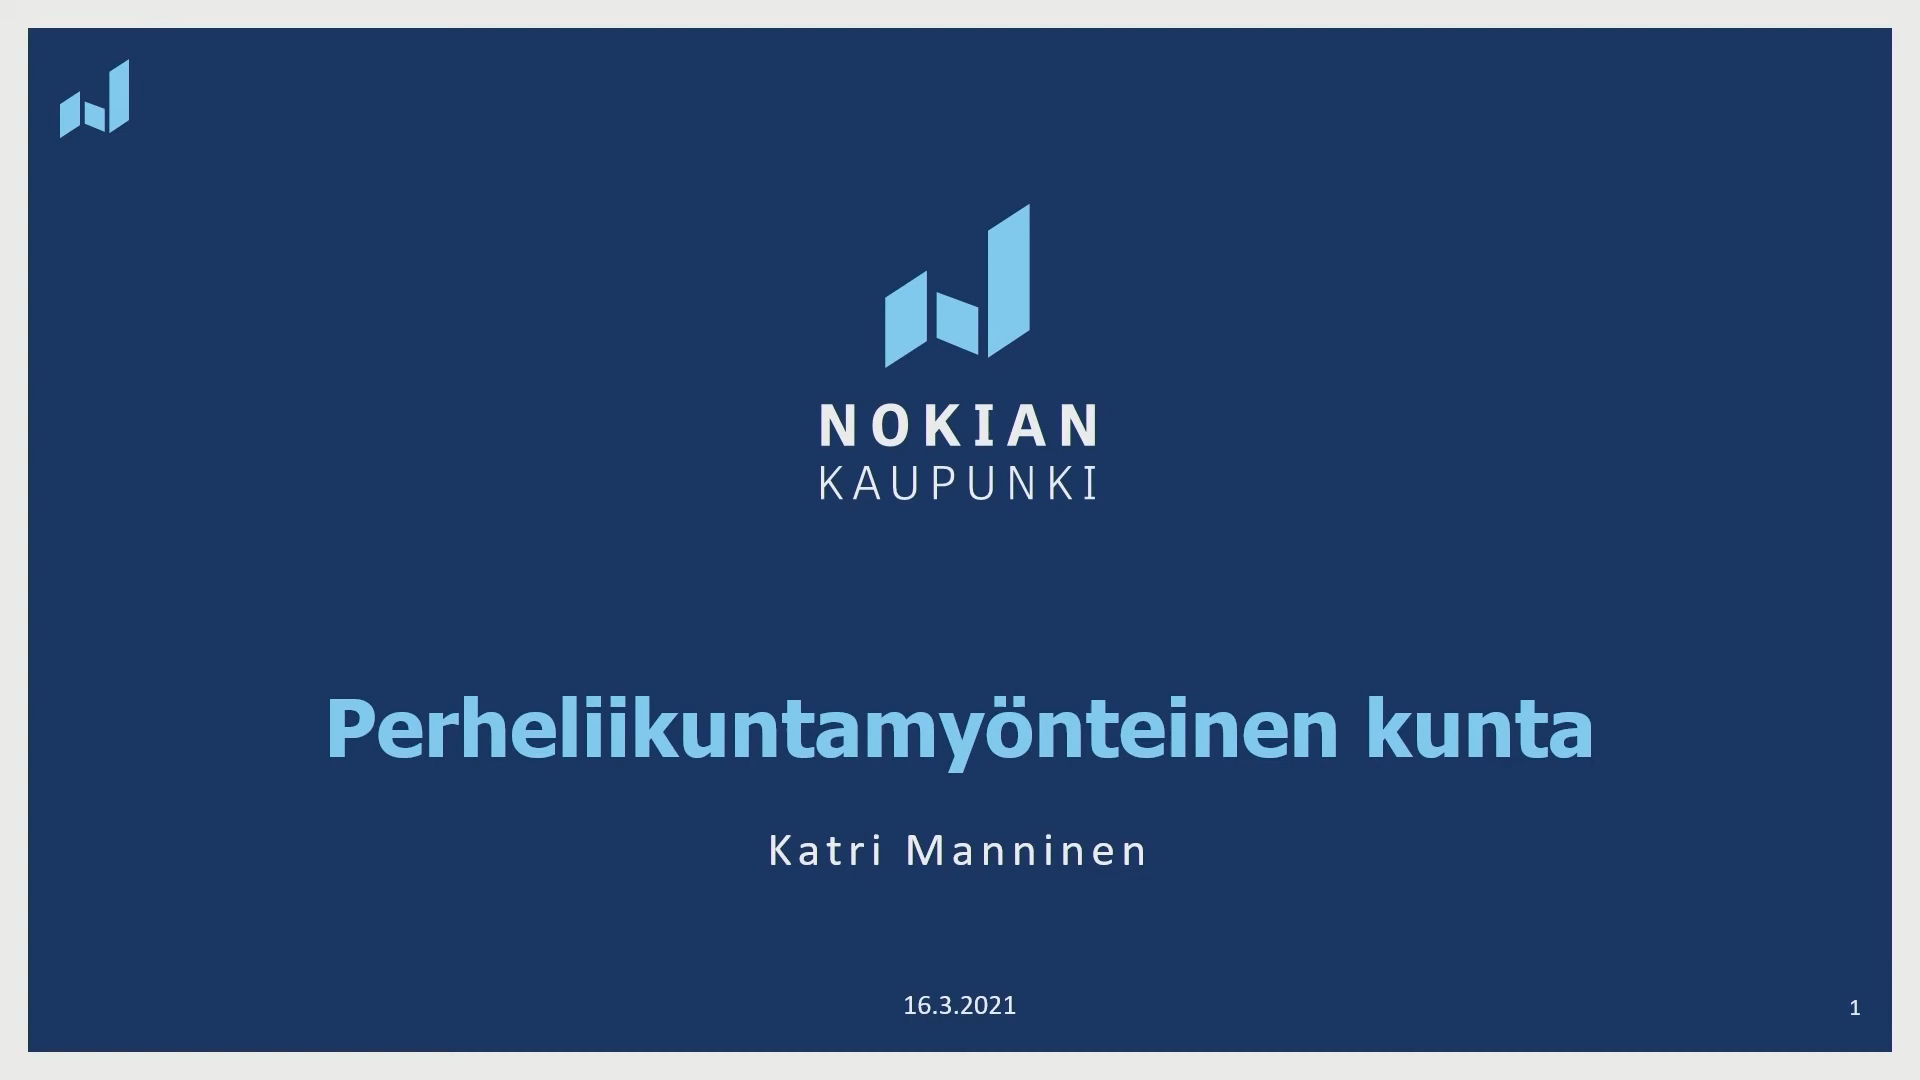 NOKIAN
KAUPUNKI
Perheliikuntamyönteinen kunta
Katri Manninen
16.3.2021
1